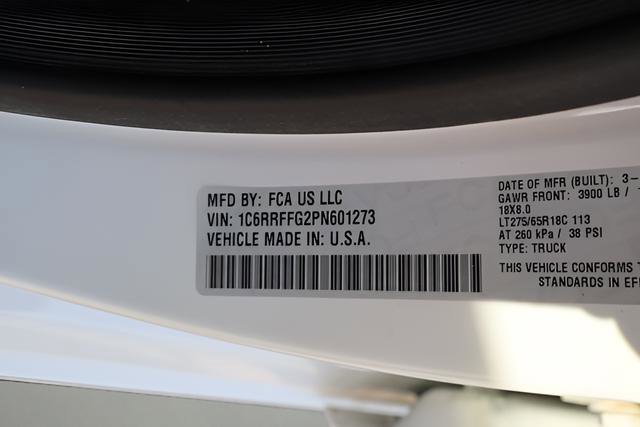 MFD BY: FCA US LLC
VIN: 1C6RRFFG2PN601273
VEHICLE MADE IN: U.S.A.
DATE OF MFR (BUILT): 3-
GAWR FRONT: 3900 LB /
18X8.0
LT275/65R18C 113
AT 260 kPa / 38 PSI
TYPE: TRUCK
THIS VEHICLE CONFORMS
STANDARDS IN